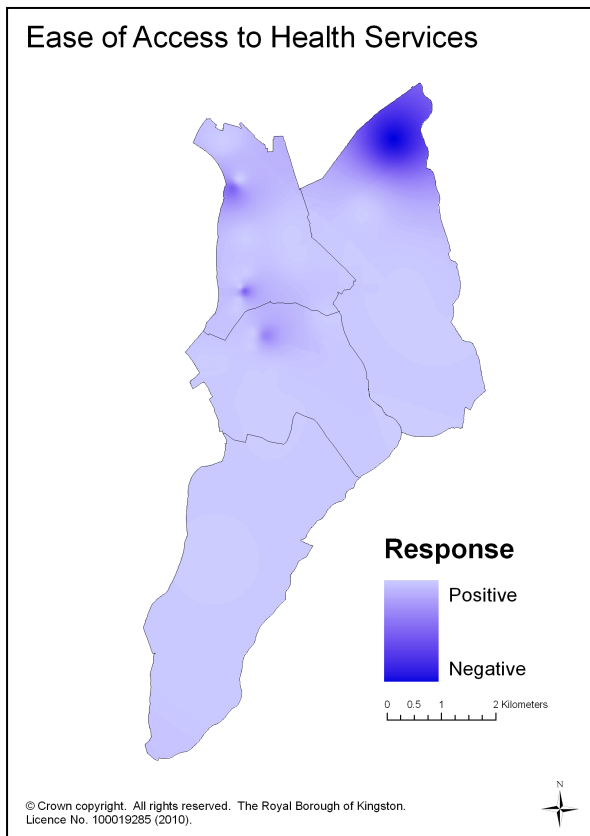 Ease of Access to Health Services
Response
Positive
Negative
0 0.5 1 2 Kilometers
N
© Crown copyright. All rights reserved. The Royal Borough of Kingston.
Licence No. 100019285 (2010).